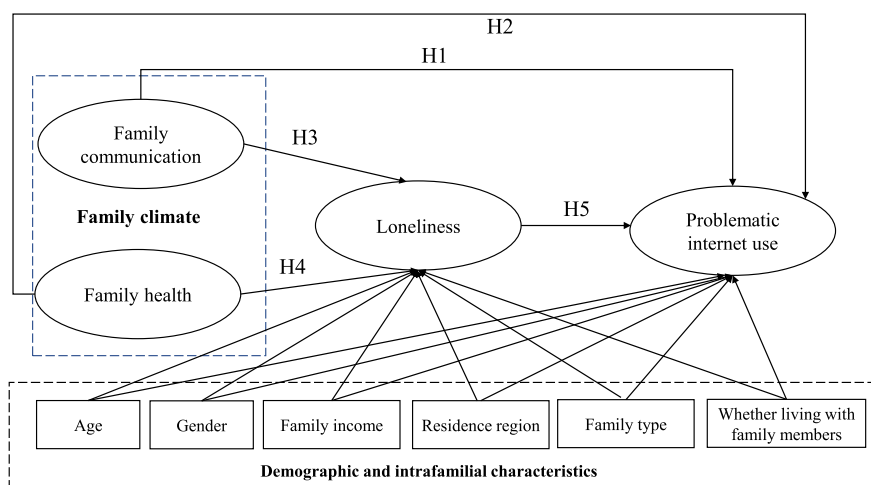 H2
H1
Family
communication
H3
Family climate
Loneliness
H5
Problematic
internet use
H4
Family health
Age
Gender
Family income
Residence region
Family type
Whether living with
family members
Demographic and intrafamilial characteristics